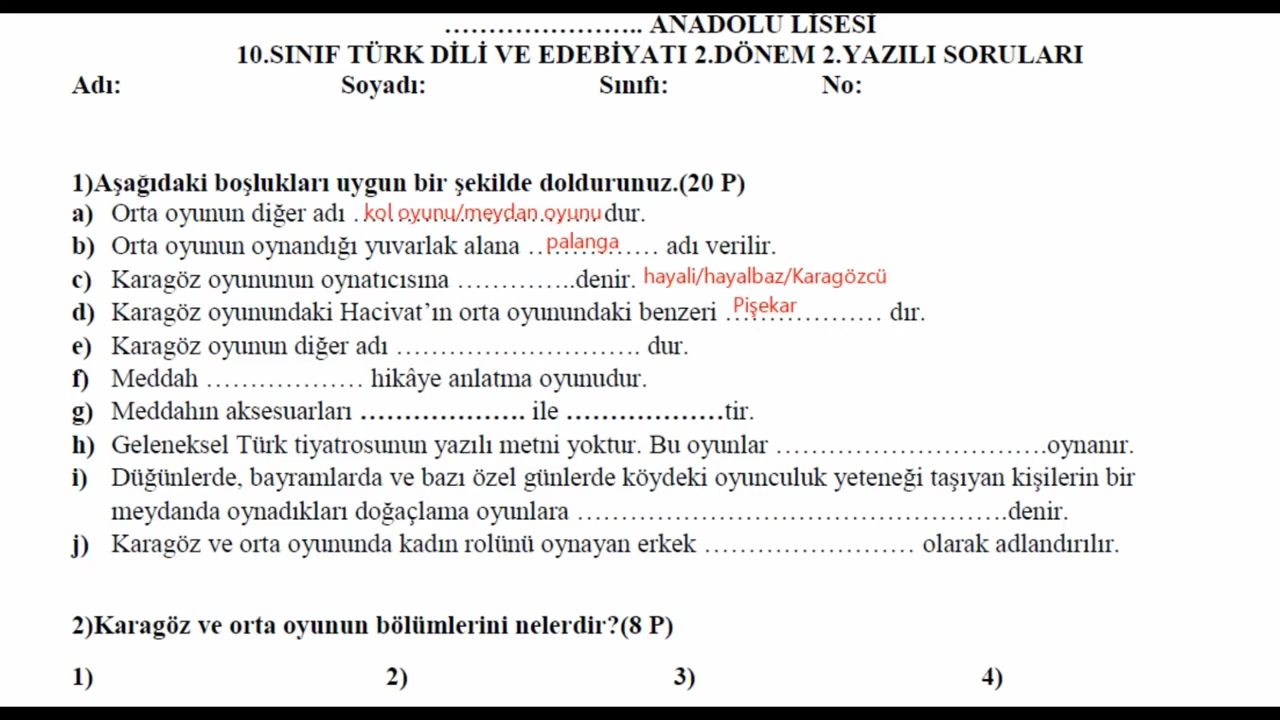 ………………….. ANADOLU LİSESİ
10.SINIF TÜRK DİLİ VE EDEBİYATI 2.DÖNEM 2.YAZILI SORULARI
Adı: Soyadı: Sınıfı: No:
1)Aşağıdaki boşlukları uygun bir şekilde doldurunuz.(20 P)
a) Orta oyunun diğer adı . kol oyunu/meydan oyunu dur.
b) Orta oyunun oynandığı yuvarlak alana … palanga …… adı verilir.
c) Karagöz oyununun oynatıcısına …………..denir. hayali/hayalbaz/Karagözcü
d) Karagöz oyunundaki Hacivat’ın orta oyunundaki benzeri … Pişekar ……… dır.
e) Karagöz oyunun diğer adı ………………………. dur.
f) Meddah ……………… hikâye anlatma oyunudur.
g) Meddahın aksesuarları ………………. ile ………………tir.
h) Geleneksel Türk tiyatrosunun yazılı metni yoktur. Bu oyunlar ………………………….oynanır.
i) Düğünlerde, bayramlarda ve bazı özel günlerde köydeki oyunculuk yeteneği taşıyan kişilerin bir
meydanda oynadıkları doğaçlama oyunlara ………………………………………….denir.
j) Karagöz ve orta oyununda kadın rolünü oynayan erkek …………………… olarak adlandırılır.
2)Karagöz ve orta oyunun bölümlerini nelerdir?(8 P)
1) 2) 3) 4)